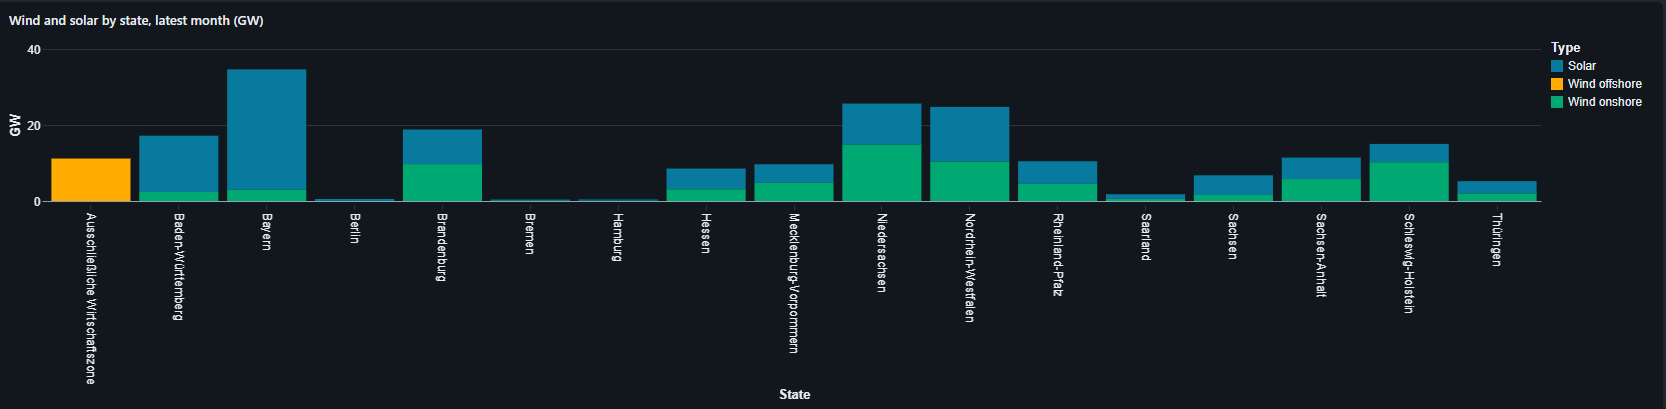 Wind and solar by state, latest month (GW)
Type
Solar
Wind offshore
Wind onshore
40
20
0
GW
Ausschließliche Wirtschaftszone
Baden-Württemberg
Bayern
Berlin
Brandenburg
Bremen
Hamburg
Hessen
Mecklenburg-Vorpommern
Niedersachsen
Nordrhein-Westfalen
Rheinland-Pfalz
Saarland
Sachsen
Sachsen-Anhalt
Schleswig-Holstein
Thüringen
State